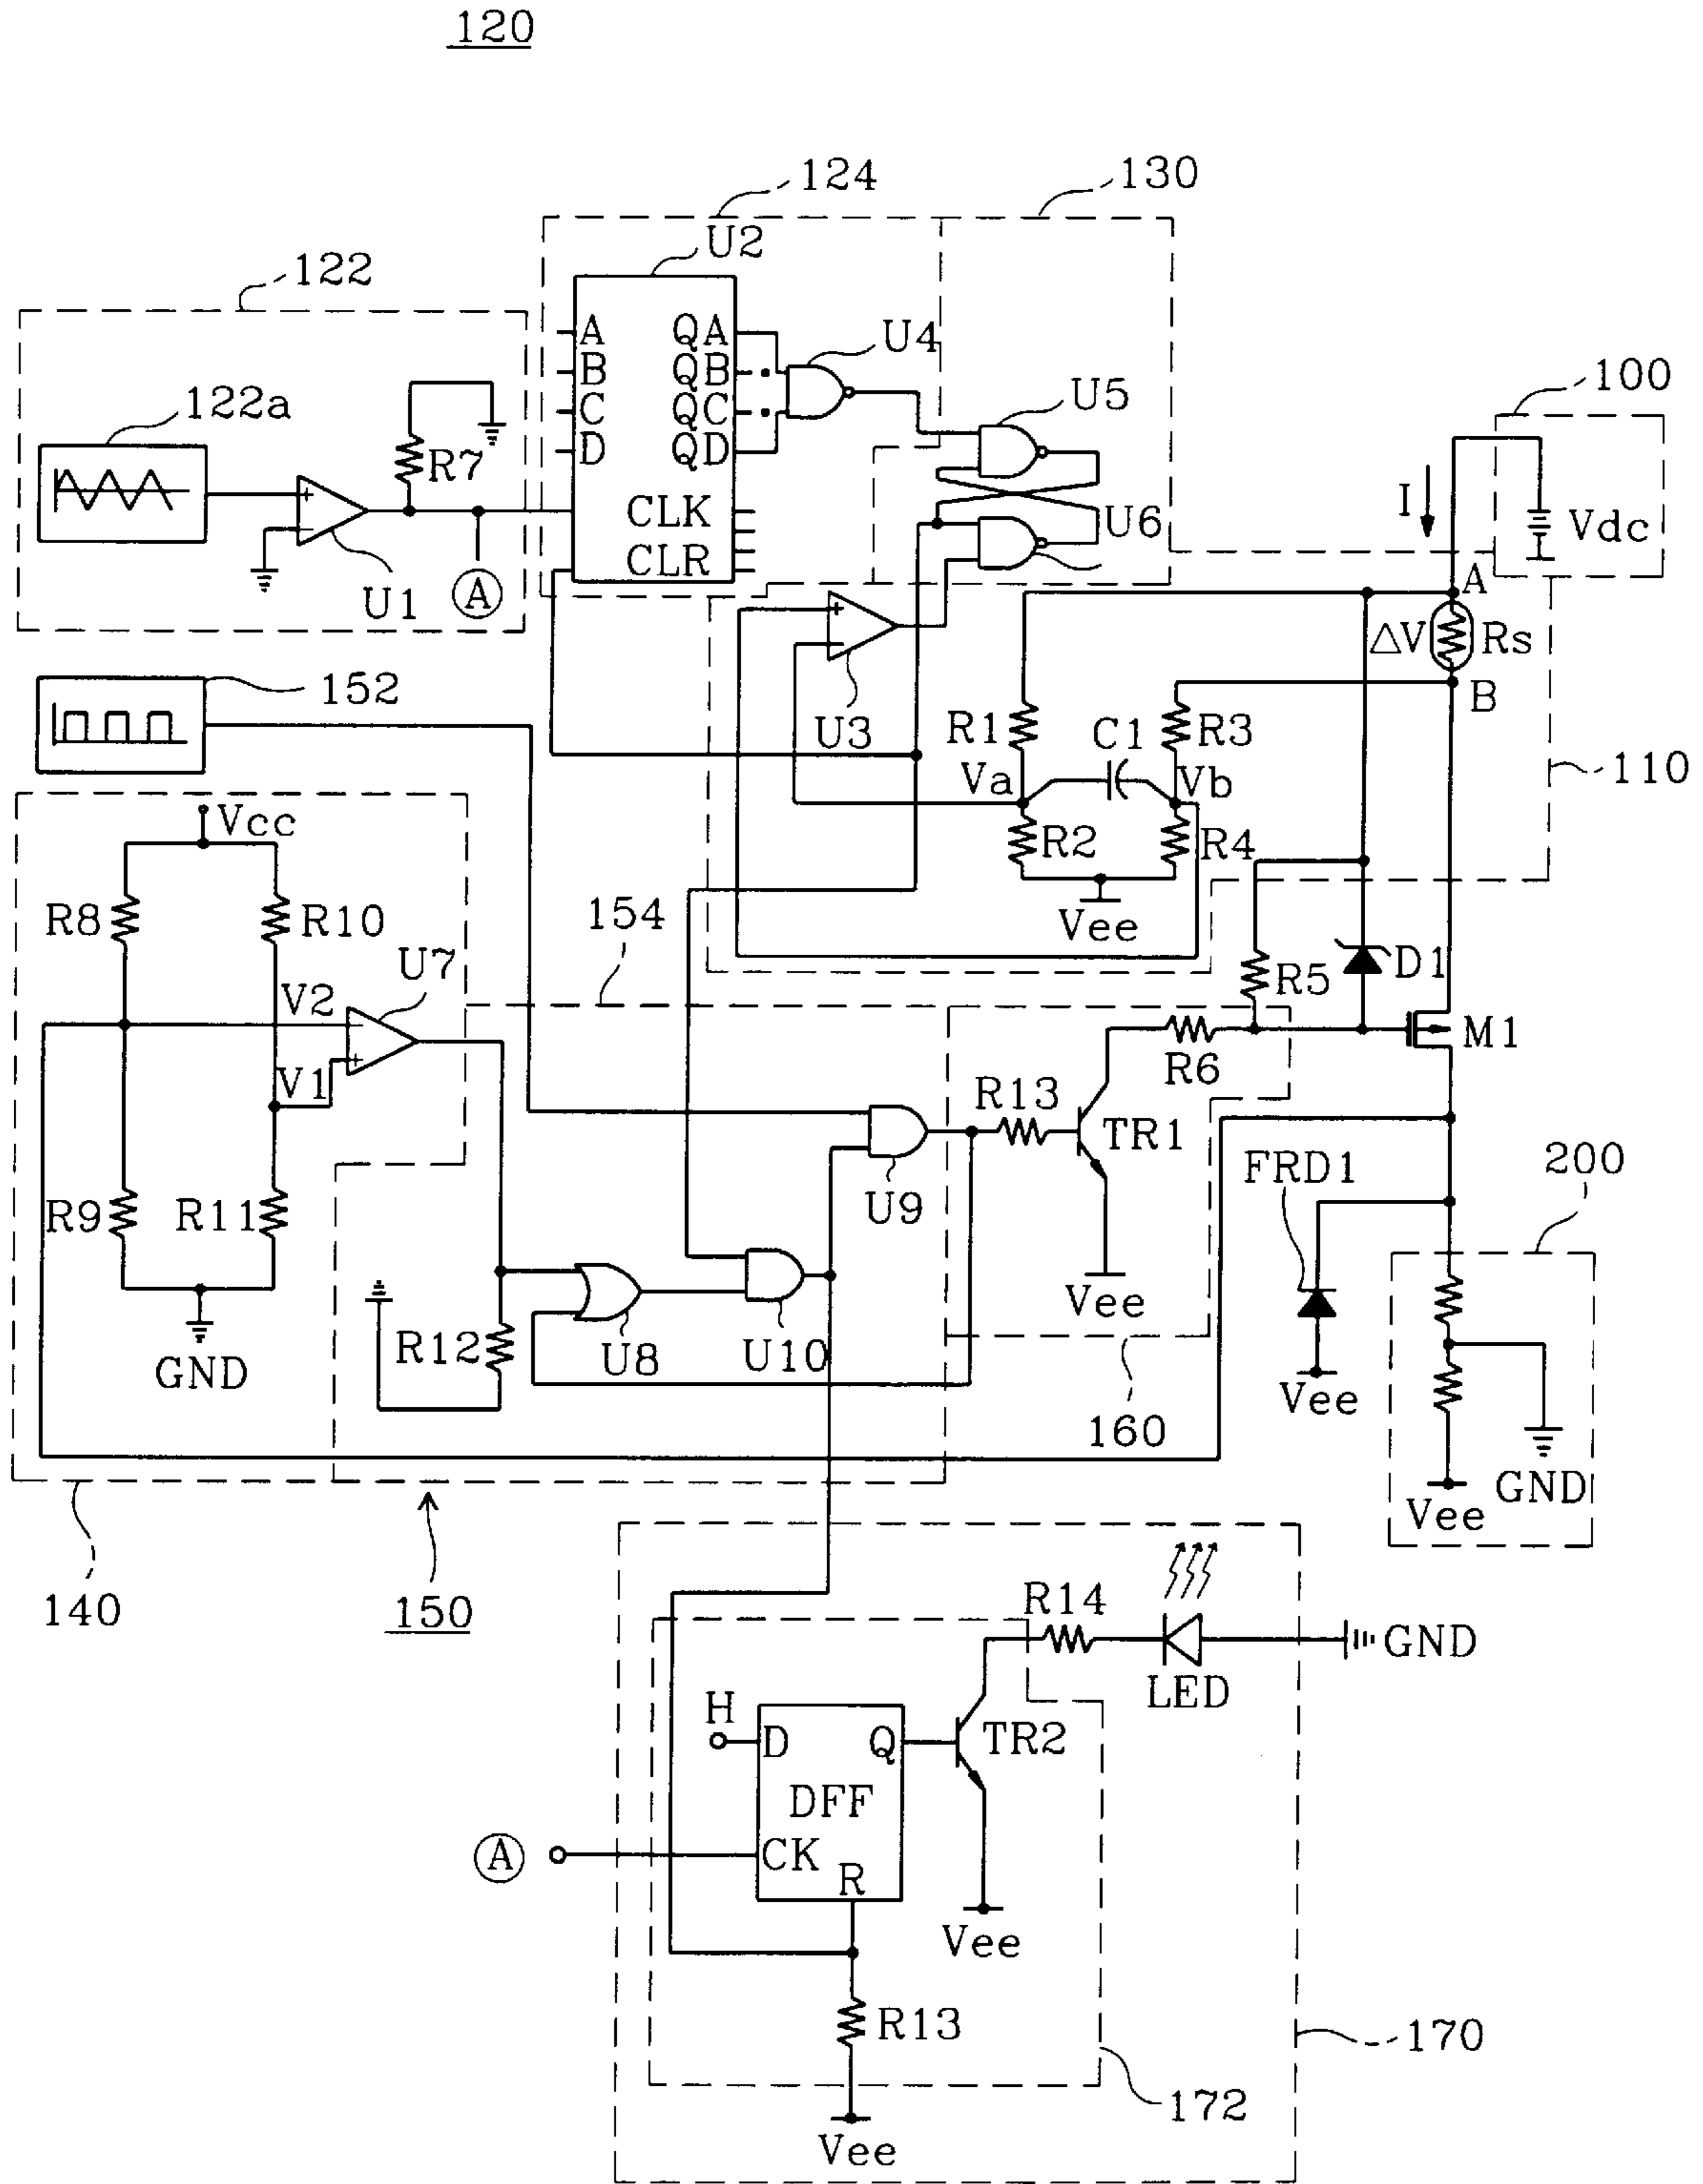 120
124
130
U2
122
A QA
B QB
C QC
D QD
CLK
CLR
U4
U5
U6
100
Vdc
I
122a
R7
U1
A
A
ΔV Rs
B
152
U3
R1
C1
R3
Va
Vb
R2
R4
Vee
110
Vcc
R8
R10
154
U7
V2
V1
R5
D1
M1
R6
R13
TR1
U9
FRD1
200
R9
R11
GND
R12
U8
U10
Vee
160
Vee
GND
Vee
140
150
R14
LED
GND
H
D Q
DFF
CK
R
TR2
A
Vee
R13
170
172
Vee